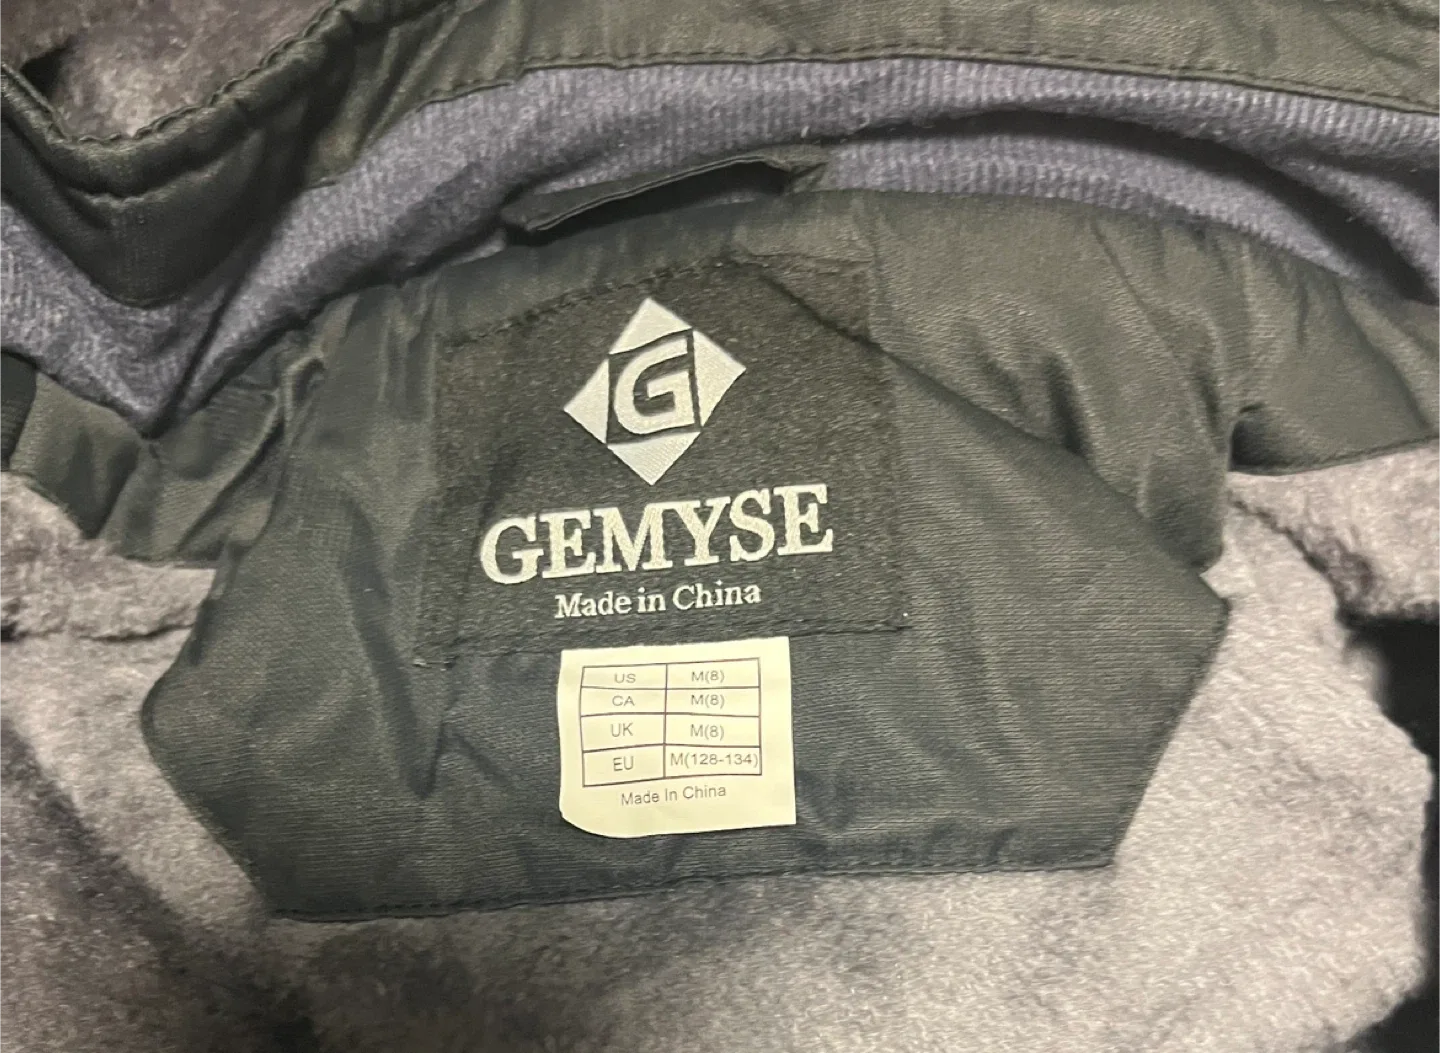 G
GEMYSE
Made in China
US M(8)
CA M(8)
UK M(8)
EU M(128-134)
Made In China